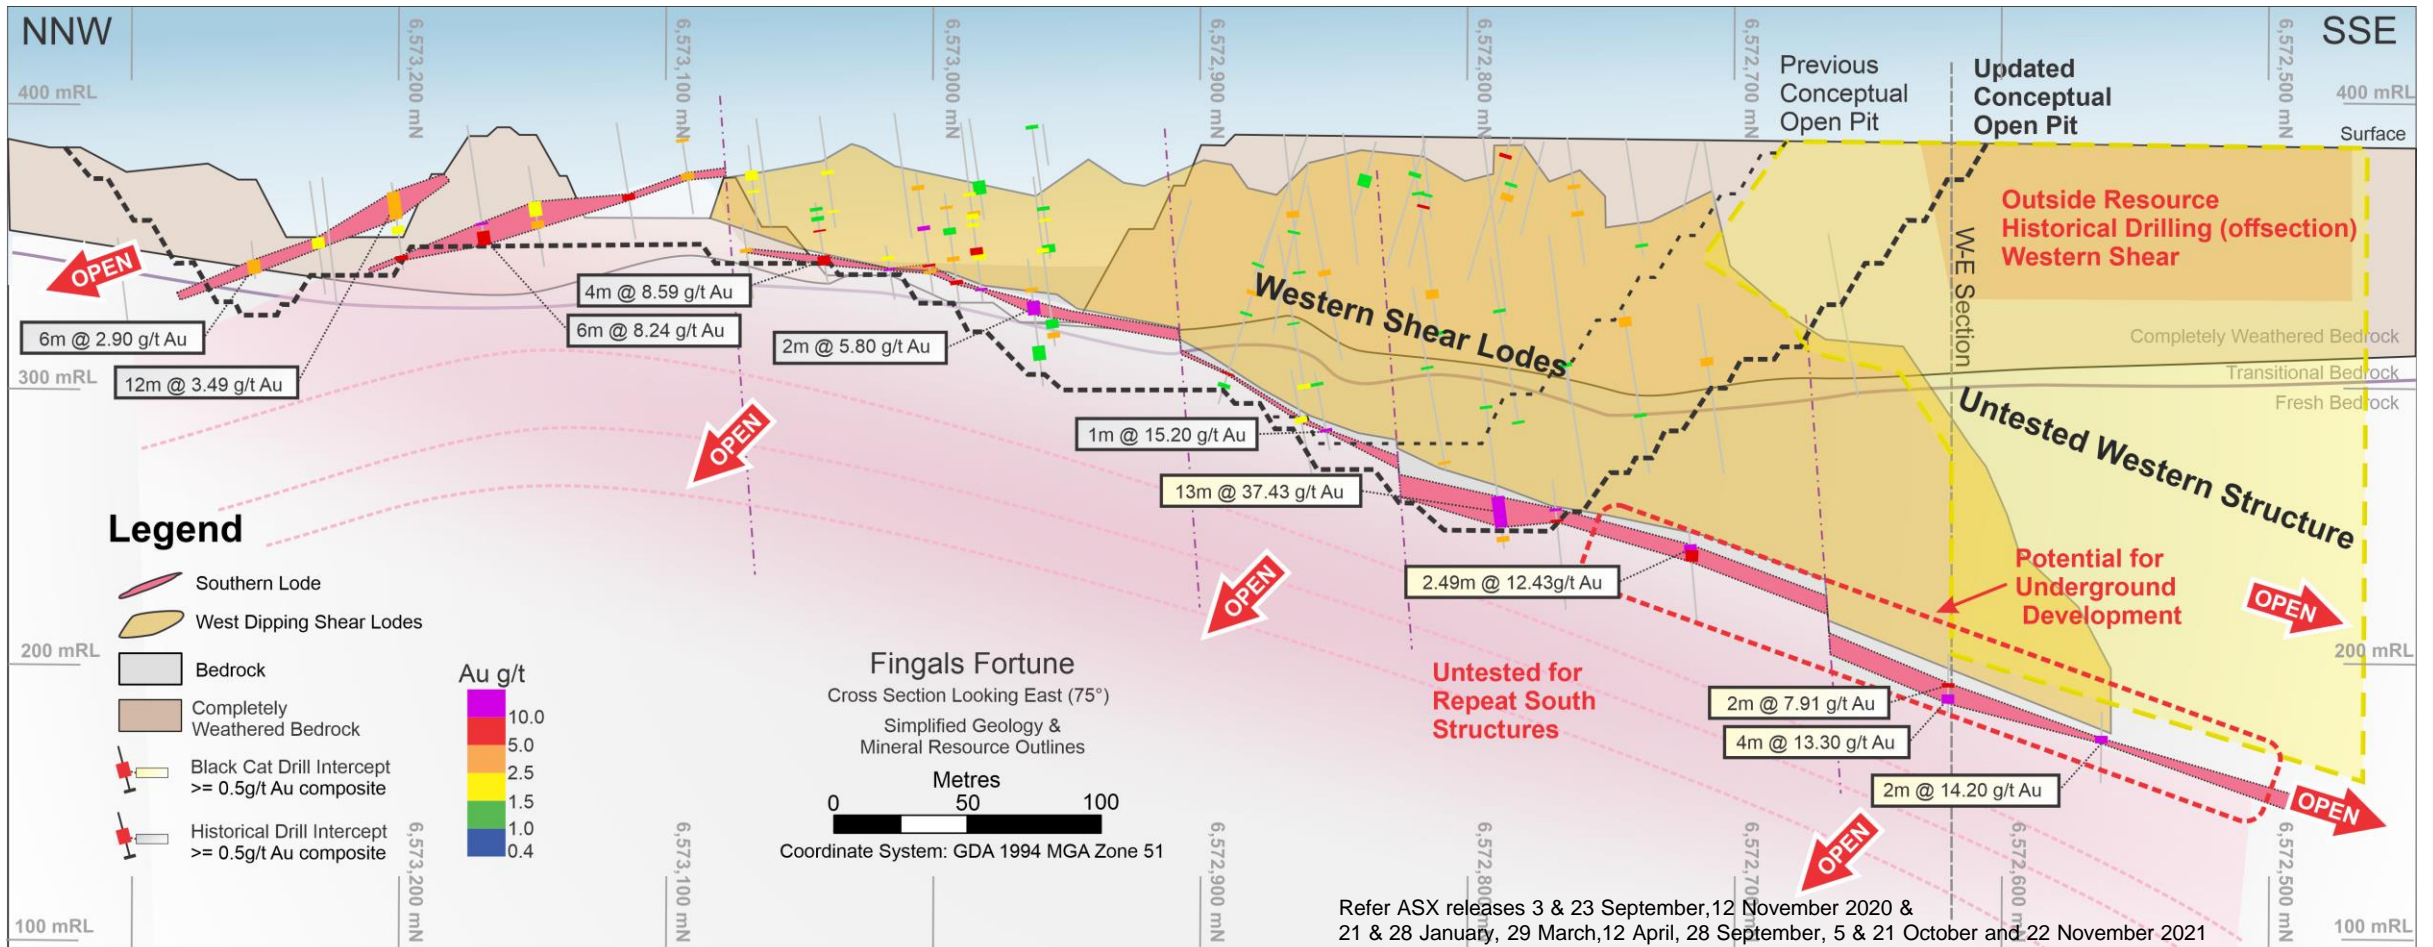 NNW
SSE
6,573,200 mN
6,573,100 mN
6,573,000 mN
6,572,900 mN
6,572,800 mN
6,572,700 mN
6,572,500 mN
400 mRL
400 mRL
Previous
Conceptual
Open Pit
Updated
Conceptual
Open Pit
Surface
Outside Resource
Historical Drilling (offsection)
Western Shear
W-E Section
OPEN
4m @ 8.59 g/t Au
6m @ 2.90 g/t Au
6m @ 8.24 g/t Au
2m @ 5.80 g/t Au
12m @ 3.49 g/t Au
Western Shear Lodes
Completely Weathered Bedrock
Transitional Bedrock
Fresh Bedrock
300 mRL
Untested Western Structure
OPEN
1m @ 15.20 g/t Au
13m @ 37.43 g/t Au
2.49m @ 12.43g/t Au
OPEN
Potential for
Underground
Development
OPEN
200 mRL
200 mRL
Untested for
Repeat South
Structures
2m @ 7.91 g/t Au
4m @ 13.30 g/t Au
2m @ 14.20 g/t Au
OPEN
OPEN
Legend
Southern Lode
West Dipping Shear Lodes
Bedrock
Completely
Weathered Bedrock
Black Cat Drill Intercept
>= 0.5g/t Au composite
Historical Drill Intercept
>= 0.5g/t Au composite
Au g/t
10.0
5.0
2.5
1.5
1.0
0.4
Fingals Fortune
Cross Section Looking East (75°)
Simplified Geology &
Mineral Resource Outlines
Metres
0 50 100
Coordinate System: GDA 1994 MGA Zone 51
6,573,200 mN
6,573,100 mN
6,572,900 mN
6,572,800 mN
6,572,700 mN
6,572,600 mN
6,572,500 mN
100 mRL
100 mRL
Refer ASX releases 3 & 23 September,12 November 2020 &
21 & 28 January, 29 March,12 April, 28 September, 5 & 21 October and 22 November 2021